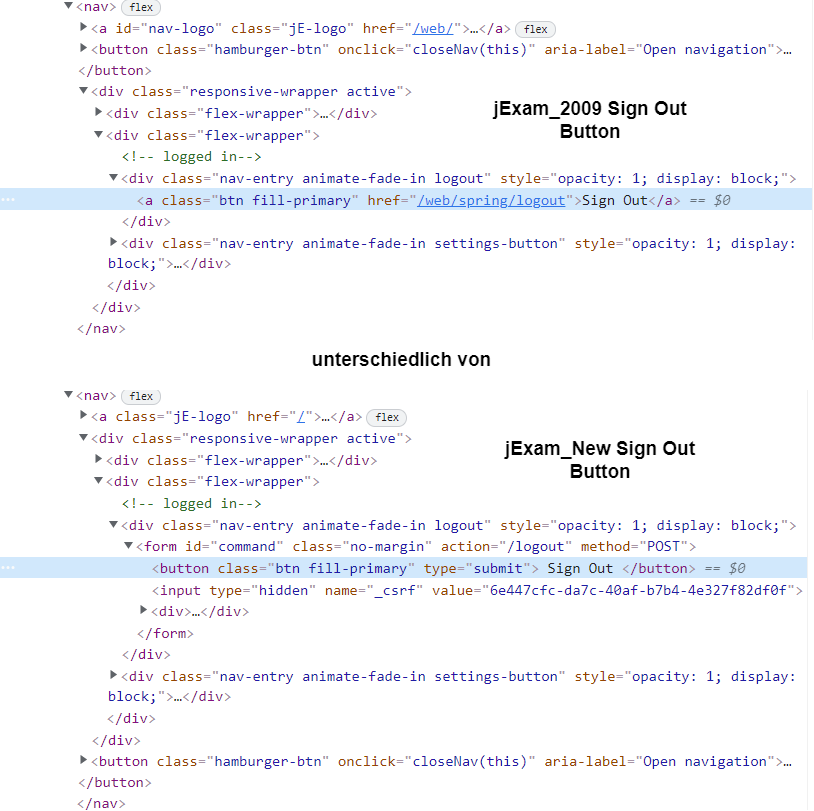 ▼<nav> flex
▶<a id="nav-logo" class="jE-logo" href="/web/">…</a> flex
▶<button class="hamburger-btn" onclick="closeNav(this)" aria-label="Open navigation">…
</button>
▼<div class="responsive-wrapper active">
▶<div class="flex-wrapper">…</div>
▼<div class="flex-wrapper">
<!-- logged in-->
▼<div class="nav-entry animate-fade-in logout" style="opacity: 1; display: block;">
<a class="btn fill-primary" href="/web/spring/logout">Sign Out</a> == $0
</div>
▶<div class="nav-entry animate-fade-in settings-button" style="opacity: 1; display:
block;">…</div>
</div>
</div>
</nav>
jExam_2009 Sign Out
Button
unterschiedlich von
▼<nav> flex
▶<a class="jE-logo" href="/">…</a> flex
▼<div class="responsive-wrapper active">
▶<div class="flex-wrapper">…</div>
▼<div class="flex-wrapper">
<!-- logged in-->
▼<div class="nav-entry animate-fade-in logout" style="opacity: 1; display: block;">
▼<form id="command" class="no-margin" action="/logout" method="POST">
<button class="btn fill-primary" type="submit"> Sign Out </button> == $0
<input type="hidden" name="_csrf" value="6e447cfc-da7c-40af-b7b4-4e327f82df0f">
▶<div>…</div>
</form>
</div>
▶<div class="nav-entry animate-fade-in settings-button" style="opacity: 1; display:
block;">…</div>
</div>
</div>
▶<button class="hamburger-btn" onclick="closeNav(this)" aria-label="Open navigation">…
</button>
</nav>
jExam_New Sign Out
Button